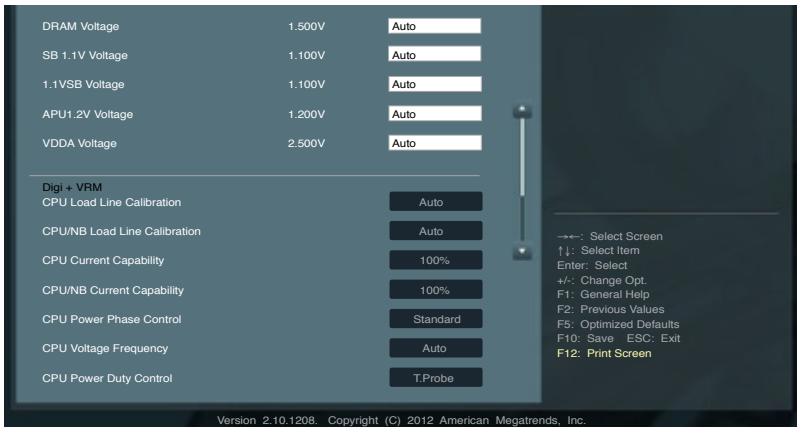 DRAM Voltage 1.500V Auto
SB 1.1V Voltage 1.100V Auto
1.1VSB Voltage 1.100V Auto
APU1.2V Voltage 1.200V Auto
VDDA Voltage 2.500V Auto
Digi + VRM
CPU Load Line Calibration Auto
CPU/NB Load Line Calibration Auto
CPU Current Capability 100%
CPU/NB Current Capability 100%
CPU Power Phase Control Standard
CPU Voltage Frequency Auto
CPU Power Duty Control T.Probe
→←: Select Screen
↑↓: Select Item
Enter: Select
+/-: Change Opt.
F1: General Help
F2: Previous Values
F5: Optimized Defaults
F10: Save ESC: Exit
F12: Print Screen
Version 2.10.1208. Copyright (C) 2012 American Megatrends, Inc.